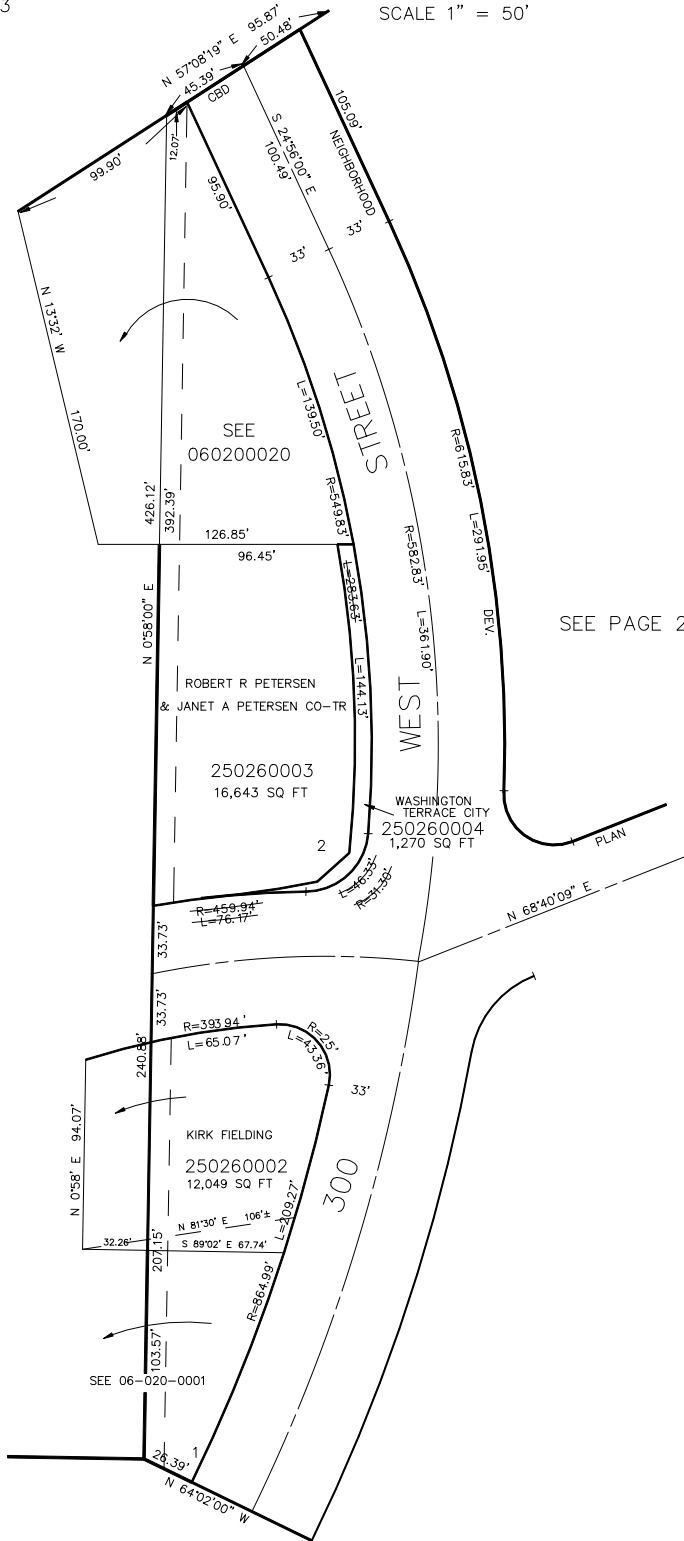 3
SCALE 1" = 50'
N 57°08'19" E 95.87'
45.39'
50.48'
CBD
12.07'
99.90'
95.90'
S 24°56'00" E
100.49'
105.09'
NEIGHBORHOOD
33'
33'
N 13°32' W
170.00'
L=139.50'
STREET
SEE
060200020
R=615.83'
L=291.95'
R=549.83'
426.12'
392.39'
126.85'
96.45'
R=582.83'
L=361.90'
L=283.63'
N 0°58'00" E
DEV.
SEE PAGE 2
L=144.13'
ROBERT R PETERSEN
& JANET A PETERSEN CO-TR
WEST
250260003
16,643 SQ FT
WASHINGTON
TERRACE CITY
250260004
1,270 SQ FT
2
PLAN
L=46.33'
R=31.30'
R=459.94'
L=76.17'
N 68°40'09" E
33.73'
33.73'
R=393.94'
L=65.07'
R=25'
L=43.36'
240.88'
33'
N 0°58' E 94.07'
KIRK FIELDING
250260002
12,049 SQ FT
300
L=209.27'
N 81°30' E 106'±
32.26'
S 89°02' E 67.74'
207.15'
R=864.99'
103.57'
SEE 06-020-0001
1
26.39'
N 64°02'00" W